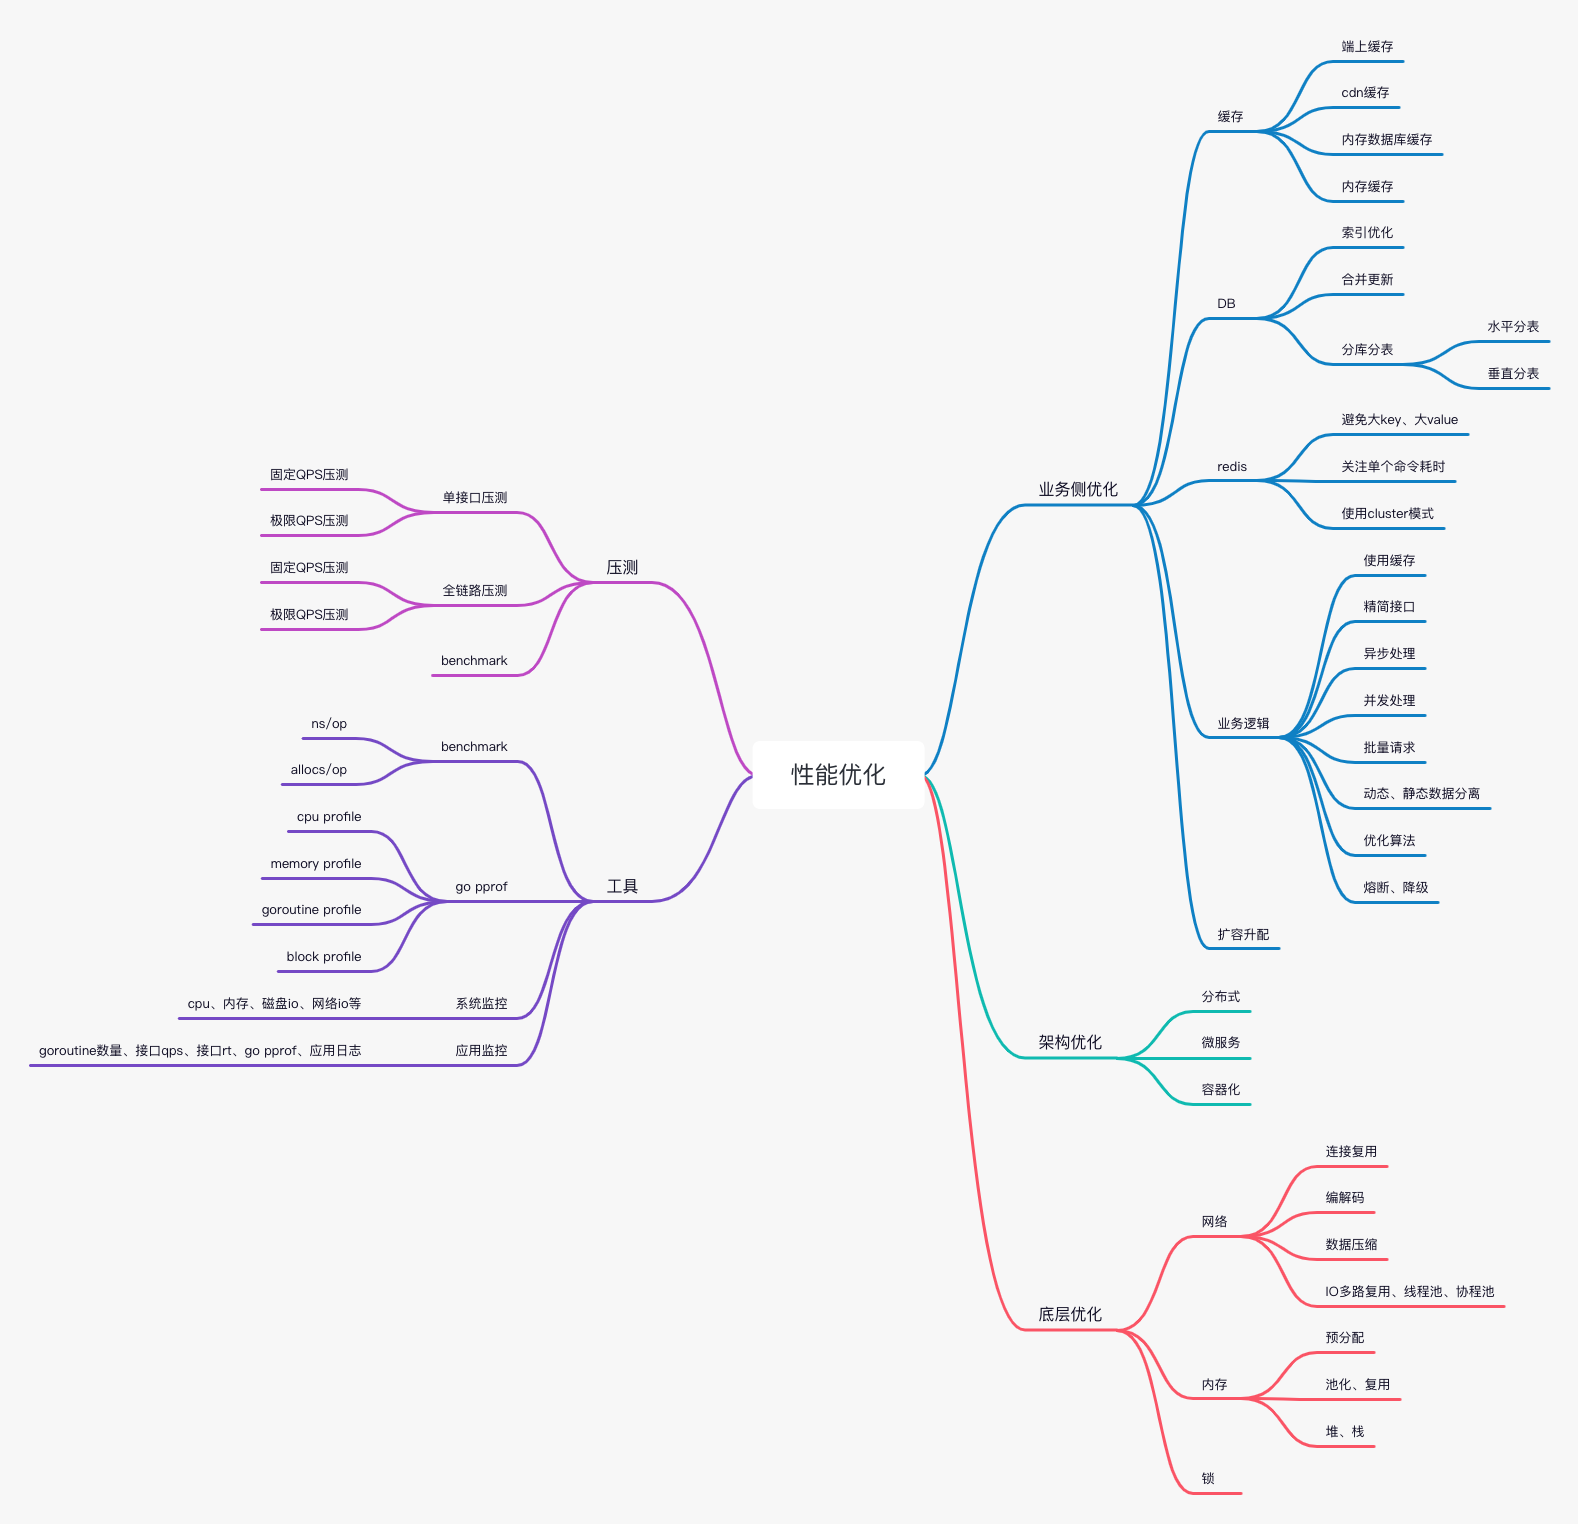 性能优化
业务侧优化
缓存
端上缓存
cdn缓存
内存数据库缓存
内存缓存
DB
索引优化
合并更新
分库分表
水平分表
垂直分表
redis
避免大key、大value
关注单个命令耗时
使用cluster模式
业务逻辑
使用缓存
精简接口
异步处理
并发处理
批量请求
动态、静态数据分离
优化算法
熔断、降级
扩容升配
架构优化
分布式
微服务
容器化
底层优化
网络
连接复用
编解码
数据压缩
IO多路复用、线程池、协程池
内存
预分配
池化、复用
堆、栈
锁
压测
单接口压测
固定QPS压测
极限QPS压测
全链路压测
固定QPS压测
极限QPS压测
benchmark
工具
benchmark
ns/op
allocs/op
go pprof
cpu profile
memory profile
goroutine profile
block profile
系统监控
cpu、内存、磁盘io、网络io等
应用监控
goroutine数量、接口qps、接口rt、go pprof、应用日志